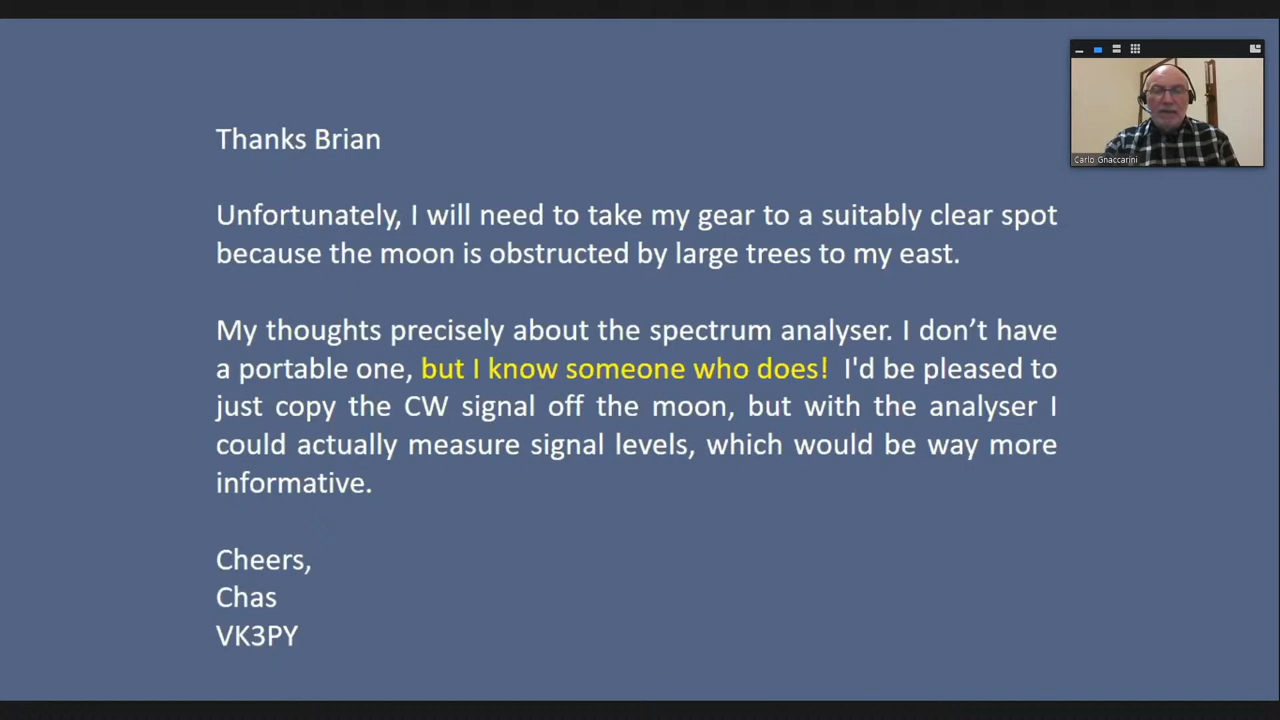 Thanks Brian
Unfortunately, I will need to take my gear to a suitably clear spot
because the moon is obstructed by large trees to my east.
My thoughts precisely about the spectrum analyser. I don’t have
a portable one, but I know someone who does!  I'd be pleased to
just copy the CW signal off the moon, but with the analyser I
could actually measure signal levels, which would be way more
informative.
Cheers,
Chas
VK3PY
Carlo Gnaccarini